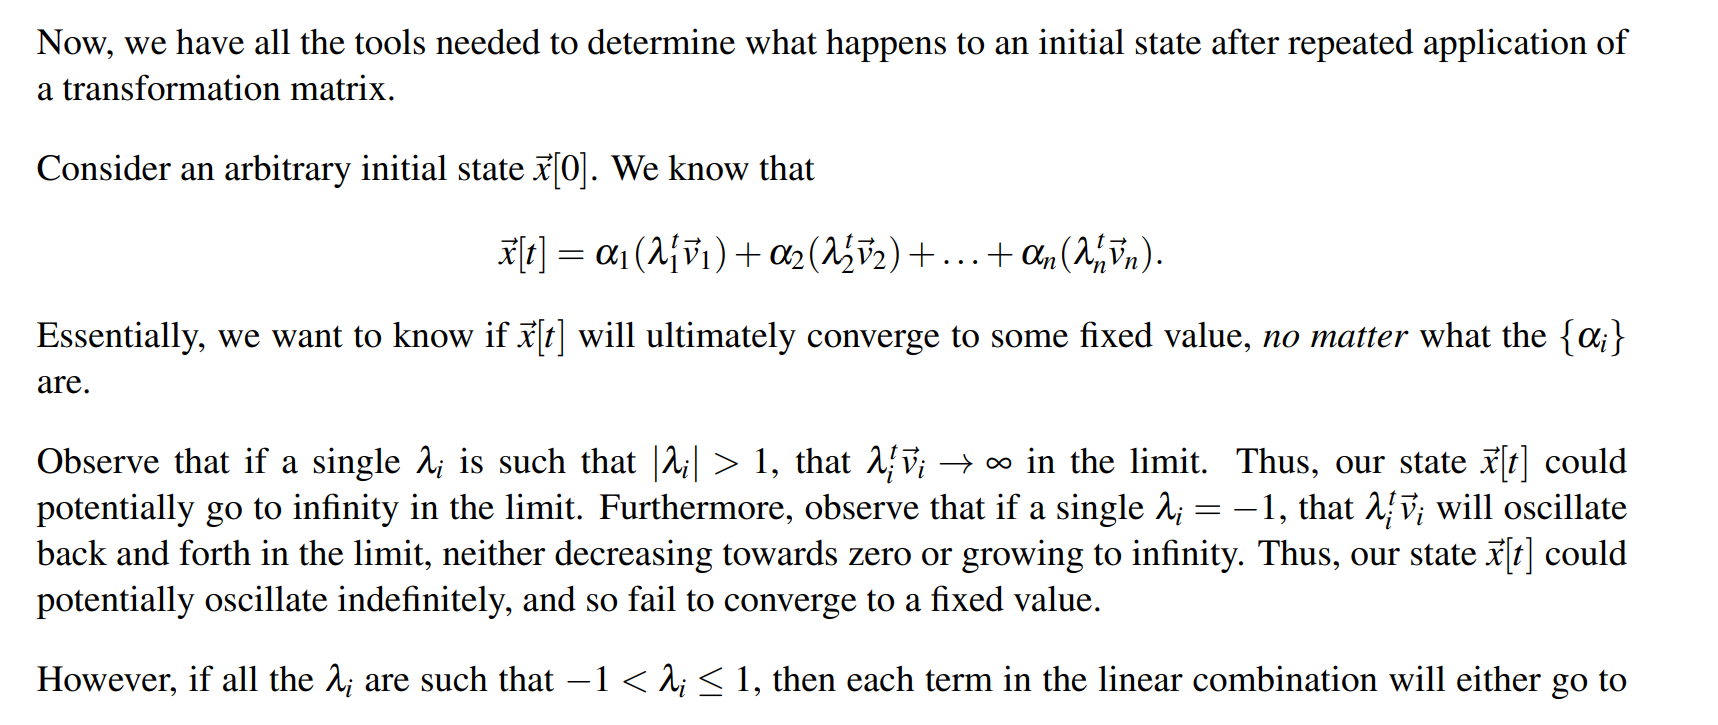 Now, we have all the tools needed to determine what happens to an initial state after repeated application of
a transformation matrix.
Consider an arbitrary initial state $\vec{x}[0]$. We know that
$\vec{x}[t] = \alpha_1(\lambda_1^t \vec{v}_1) + \alpha_2(\lambda_2^t \vec{v}_2) + \ldots + \alpha_n(\lambda_n^t \vec{v}_n).$
Essentially, we want to know if $\vec{x}[t]$ will ultimately converge to some fixed value, no matter what the $\{\alpha_i\}$
are.
Observe that if a single $\lambda_i$ is such that $|\lambda_i| > 1$, that $\lambda_i^t \vec{v}_i \to \infty$ in the limit. Thus, our state $\vec{x}[t]$ could
potentially go to infinity in the limit. Furthermore, observe that if a single $\lambda_i = -1$, that $\lambda_i^t \vec{v}_i$ will oscillate
back and forth in the limit, neither decreasing towards zero or growing to infinity. Thus, our state $\vec{x}[t]$ could
potentially oscillate indefinitely, and so fail to converge to a fixed value.
However, if all the $\lambda_i$ are such that $-1 < \lambda_i \leq 1$, then each term in the linear combination will either go to